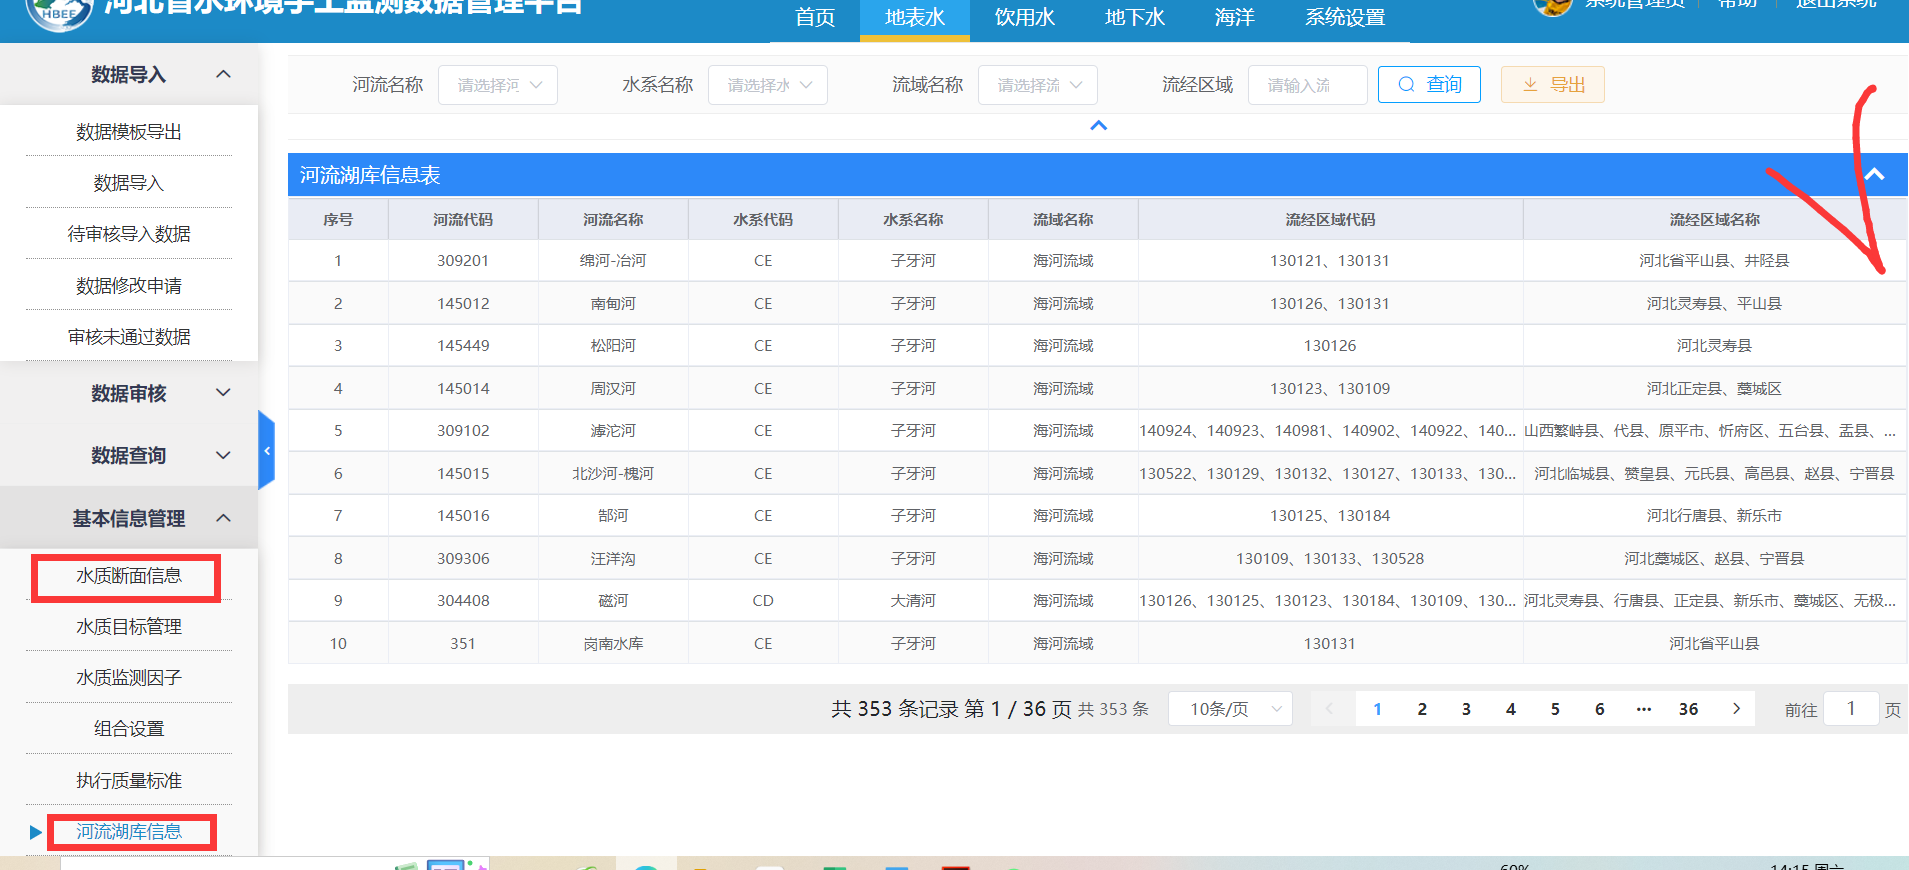 河北省水环境手工监测数据管理平台
HBEE
首页 地表水 饮用水 地下水 海洋 系统设置
系统管理员 帮助 退出系统
数据导入
数据模板导出
数据导入
待审核导入数据
数据修改申请
审核未通过数据
数据审核
数据查询
基本信息管理
水质断面信息
水质目标管理
水质监测因子
组合设置
执行质量标准
河流湖库信息
河流名称 请选择河 水系名称 请选择水 流域名称 请选择流 流经区域 请输入流 查询 导出
河流湖库信息表
序号 河流代码 河流名称 水系代码 水系名称 流域名称 流经区域代码 流经区域名称
1 309201 绵河-冶河 CE 子牙河 海河流域 130121、130131 河北省平山县、井陉县
2 145012 南甸河 CE 子牙河 海河流域 130126、130131 河北灵寿县、平山县
3 145449 松阳河 CE 子牙河 海河流域 130126 河北灵寿县
4 145014 周汉河 CE 子牙河 海河流域 130123、130109 河北正定县、藁城区
5 309102 滹沱河 CE 子牙河 海河流域 140924、140923、140981、140902、140922、140... 山西繁峙县、代县、原平市、忻府区、五台县、盂县、...
6 145015 北沙河-槐河 CE 子牙河 海河流域 130522、130129、130132、130127、130133、130... 河北临城县、赞皇县、元氏县、高邑县、赵县、宁晋县
7 145016 郜河 CE 子牙河 海河流域 130125、130184 河北行唐县、新乐市
8 309306 汪洋沟 CE 子牙河 海河流域 130109、130133、130528 河北藁城区、赵县、宁晋县
9 304408 磁河 CD 大清河 海河流域 130126、130125、130123、130184、130109、130... 河北灵寿县、行唐县、正定县、新乐市、藁城区、无极...
10 351 岗南水库 CE 子牙河 海河流域 130131 河北省平山县
共 353 条记录 第 1 / 36 页 共 353 条 10条/页 1 2 3 4 5 6 ... 36 前往 1 页
60%
14:15 周六